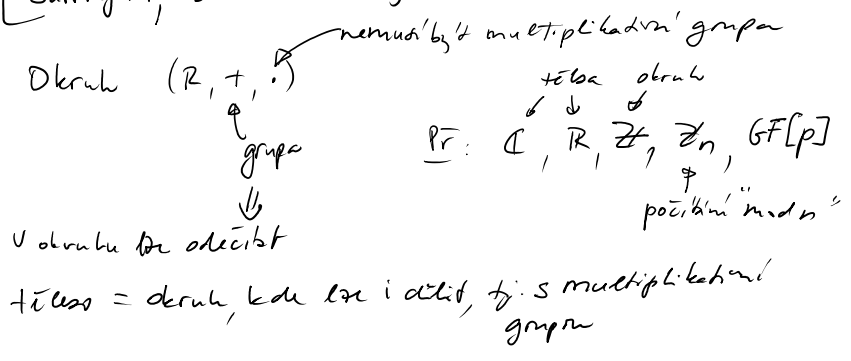 nemusí být multiplikativní grupa
Okruh (R, +, ·)
tělesa okruh
grupa
Př: ℂ, ℝ, ℤ, ℤn, GF[p]
počítání "mod n"
V okruhu lze odečítat
těleso = okruh, kde lze i dělit, tj. s multiplikativní
grupou